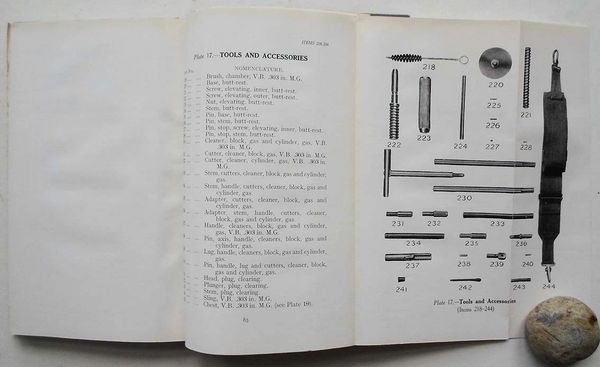 ITEMS 218-244
Plate 17.—TOOLS AND ACCESSORIES
NOMENCLATURE.
Brush, chamber, V.B. .303 in. M.G.
Base, butt-rest.
Screw, elevating, inner, butt-rest.
Screw, elevating, outer, butt-rest.
Nut, elevating, butt-rest.
Stem, butt-rest.
Pin, base, butt-rest.
Pin, stem, butt-rest.
Pin, stop, screw, elevating, inner, butt-rest.
Pin, stop, stem, butt-rest.
Cleaner, block, gas and cylinder, gas, V.B.
.303 in. M.G.
Cutter, cleaner, block, gas, V.B. .303 in. M.G.
Cutter, cleaner, cylinder, gas, V.B. .303 in.
M.G.
Stem, cutters, cleaner, block, gas and cylinder,
gas.
Stem, handle, cutters, cleaner, block, gas and
cylinder, gas.
Adapter, cutters, cleaner, block, gas and
cylinder, gas.
Adapter, stem, handle, cutters, cleaner,
block, gas and cylinder, gas
Handle, cleaners, block, gas and cylinder,
gas, V.B. .303 in. M.G.
Pin, axis, handle, cleaners, block, gas and
cylinder, gas.
Lug, handle, cleaners, block, gas and cylinder,
gas.
Pin, handle, lug and cutters, cleaner, block,
gas and cylinder, gas.
Head, plug, clearing.
Plunger, plug, clearing.
Stem, plug, clearing.
Sling, V.B. .303 in. M.G.
Chest, V.B. .303 in. M.G. (see Plate 19).
218
220
221
222
223
224
225
226
227
228
230
231
232
233
234
235
236
237
238
239
241
242
243
244
Plate 17.—Tools and Accessories
(Items 218-244)